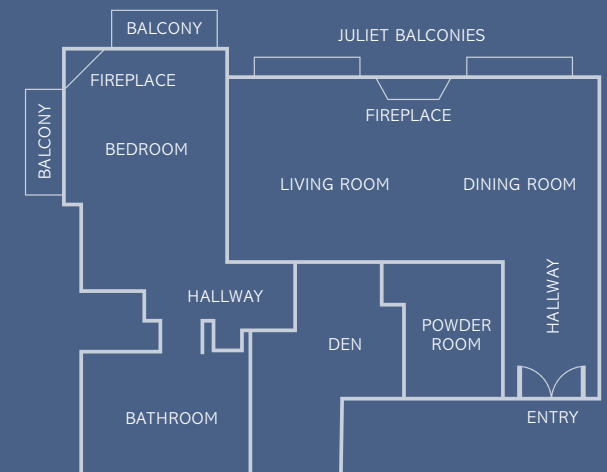 BALCONY
JULIET BALCONIES
FIREPLACE
FIREPLACE
BALCONY
BEDROOM
LIVING ROOM
DINING ROOM
HALLWAY
HALLWAY
POWDER
ROOM
DEN
BATHROOM
ENTRY